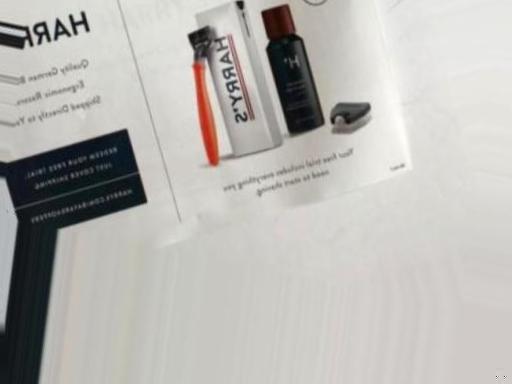 HARR
Quality German B
Ergonomic Razors,
Shipped Directly to Yo
REDEEM YOUR FREE TRIAL,
JUST COVER SHIPPING
HARRY'S
H'
Your free trial includes everything you
need to start shaving.